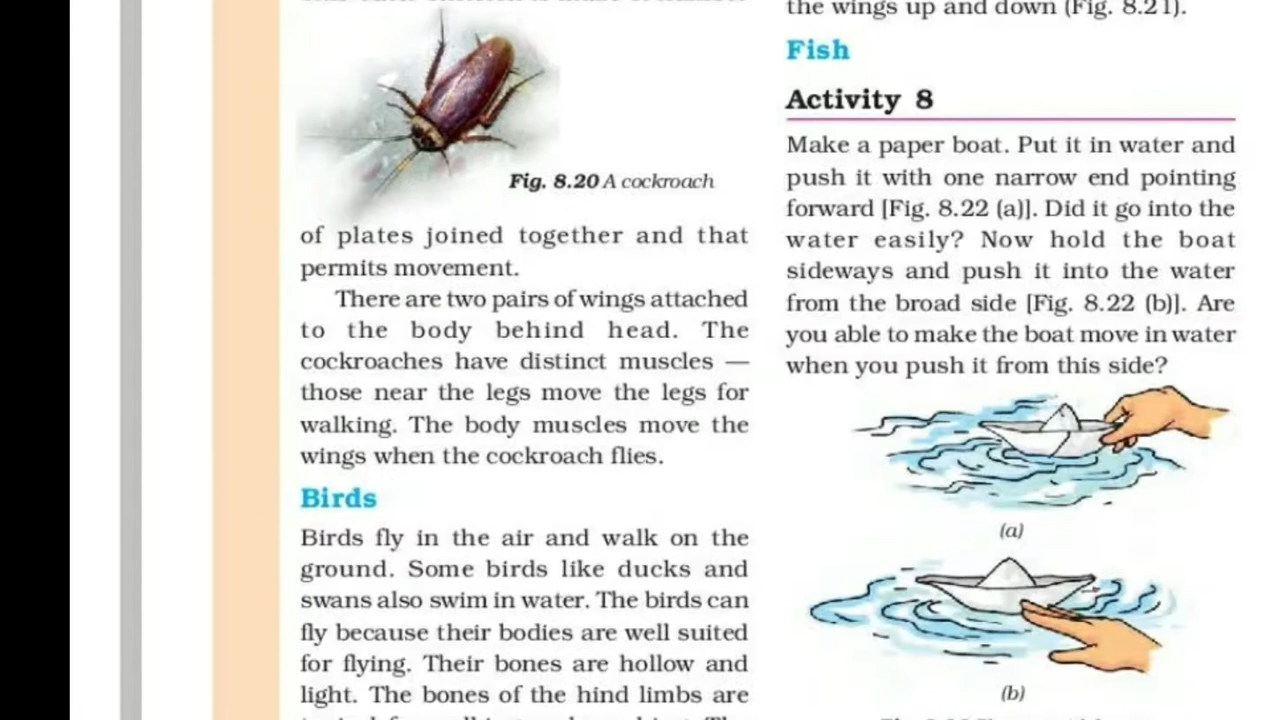 Fig. 8.20 A cockroach
of plates joined together and that
permits movement.
There are two pairs of wings attached
to the body behind head. The
cockroaches have distinct muscles —
those near the legs move the legs for
walking. The body muscles move the
wings when the cockroach flies.
Birds
Birds fly in the air and walk on the
ground. Some birds like ducks and
swans also swim in water. The birds can
fly because their bodies are well suited
for flying. Their bones are hollow and
light. The bones of the hind limbs are
the wings up and down (Fig. 8.21).
Fish
Activity 8
Make a paper boat. Put it in water and
push it with one narrow end pointing
forward [Fig. 8.22 (a)]. Did it go into the
water easily? Now hold the boat
sideways and push it into the water
from the broad side [Fig. 8.22 (b)]. Are
you able to make the boat move in water
when you push it from this side?
(a)
(b)